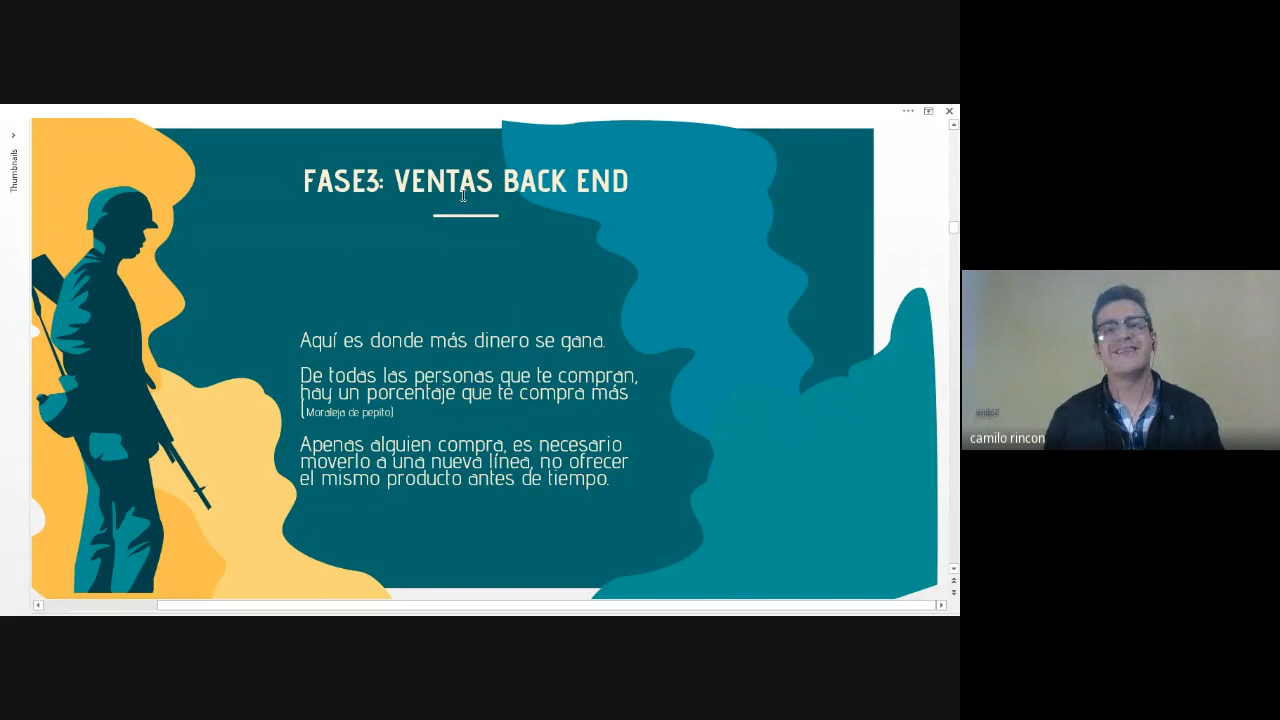 Thumbnails
FASE3: VENTAS BACK END
Aquí es donde más dinero se gana.
De todas las personas que te compran,
hay un porcentaje que te compra más
(Moraleja de pepito)
Apenas alguien compra, es necesario
moverlo a una nueva línea, no ofrecer
el mismo producto antes de tiempo.
camilo rincon